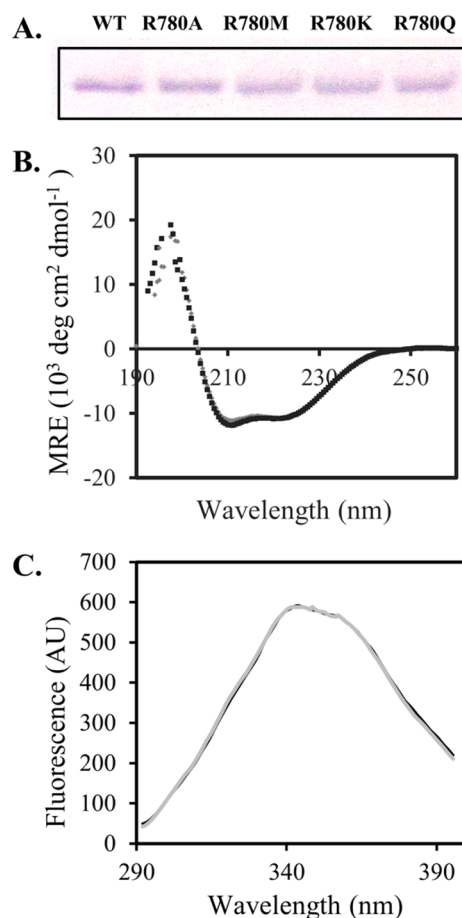 A.
WT R780A R780M R780K R780Q
B.
30
20
10
0
-10
-20
190 210 230 250
MRE (10³ deg cm² dmol⁻¹)
Wavelength (nm)
C.
700
600
500
400
300
200
100
0
290 340 390
Fluorescence (AU)
Wavelength (nm)